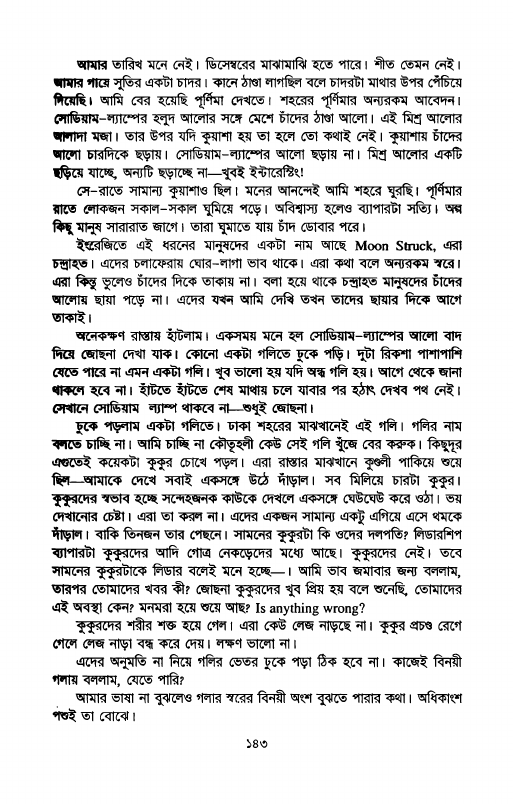 আমার তারিখ মনে নেই। ডিসেম্বরের মাঝামাঝি হতে পারে। শীত তেমন নেই।
আমার গায়ে সুতির একটা চাদর। কানে ঠাণ্ডা লাগছিল বলে চাদরটা মাথার উপর পেঁচিয়ে
দিয়েছি। আমি বের হয়েছি পূর্ণিমা দেখতে। শহরের পূর্ণিমার অন্যরকম আবেদন।
সোডিয়াম-ল্যাম্পের হলুদ আলোর সঙ্গে মেশে চাঁদের ঠাণ্ডা আলো। এই মিশ্র আলোর
আলাদা মজা। তার উপর যদি কুয়াশা হয় তা হলে তো কথাই নেই। কুয়াশায় চাঁদের
আলো চারদিকে ছড়ায়। সোডিয়াম-ল্যাম্পের আলো ছড়ায় না। মিশ্র আলোর একটি
ছড়িয়ে যাচ্ছে, অন্যটি ছড়াচ্ছে না—খুবই ইন্টারেস্টিং!
সে-রাতে সামান্য কুয়াশাও ছিল। মনের আনন্দেই আমি শহরে ঘুরছি। পূর্ণিমার
রাতে লোকজন সকাল-সকাল ঘুমিয়ে পড়ে। অবিশ্বাস্য হলেও ব্যাপারটা সত্যি। অল্প
কিছু মানুষ সারারাত জাগে। তারা ঘুমাতে যায় চাঁদ ডোবার পরে।
ইংরেজিতে এই ধরনের মানুষদের একটা নাম আছে Moon Struck, এরা
চন্দ্রাহত। এদের চলাফেরায় ঘোর-লাগা ভাব থাকে। এরা কথা বলে অন্যরকম স্বরে।
এরা কিন্তু ভুলেও চাঁদের দিকে তাকায় না। বলা হয়ে থাকে চন্দ্রাহত মানুষদের চাঁদের
আলোয় ছায়া পড়ে না। এদের যখন আমি দেখি তখন তাদের ছায়ার দিকে আগে
তাকাই।
অনেকক্ষণ রাস্তায় হাঁটলাম। একসময় মনে হল সোডিয়াম-ল্যাম্পের আলো বাদ
দিয়ে জোছনা দেখা যাক। কোনো একটা গলিতে ঢুকে পড়ি। দুটা রিকশা পাশাপাশি
যেতে পারে না এমন একটা গলি। খুব ভালো হয় যদি অন্ধ গলি হয়। আগে থেকে জানা
থাকলে হবে না। হাঁটতে হাঁটতে শেষ মাথায় চলে যাবার পর হঠাৎ দেখব পথ নেই।
সেখানে সোডিয়াম ল্যাম্প থাকবে না—শুধুই জোছনা।
ঢুকে পড়লাম একটা গলিতে। ঢাকা শহরের মাঝখানেই এই গলি। গলির নাম
বলতে চাচ্ছি না। আমি চাচ্ছি না কৌতূহলী কেউ সেই গলি খুঁজে বের করুক। কিছুদূর
এগুতেই কয়েকটা কুকুর চোখে পড়ল। এরা রাস্তার মাঝখানে কুণ্ডলী পাকিয়ে শুয়ে
ছিল—আমাকে দেখে সবাই একসঙ্গে উঠে দাঁড়াল। সব মিলিয়ে চারটা কুকুর।
কুকুরদের স্বভাব হচ্ছে সন্দেহজনক কাউকে দেখলে একসঙ্গে ঘেউঘেউ করে ওঠা। ভয়
দেখানোর চেষ্টা। এরা তা করল না। এদের একজন সামান্য একটু এগিয়ে এসে থমকে
দাঁড়াল। বাকি তিনজন তার পেছনে। সামনের কুকুরটা কি ওদের দলপতি? লিডারশিপ
ব্যাপারটা কুকুরদের আদি গোত্র নেকড়েদের মধ্যে আছে। কুকুরদের নেই। তবে
সামনের কুকুরটাকে লিডার বলেই মনে হচ্ছে—। আমি ভাব জমাবার জন্য বললাম,
তারপর তোমাদের খবর কী? জোছনা কুকুরদের খুব প্রিয় হয় বলে শুনেছি, তোমাদের
এই অবস্থা কেন? মনমরা হয়ে শুয়ে আছ? Is anything wrong?
কুকুরদের শরীর শক্ত হয়ে গেল। এরা কেউ লেজ নাড়ছে না। কুকুর প্রচণ্ড রেগে
গেলে লেজ নাড়া বন্ধ করে দেয়। লক্ষণ ভালো না।
এদের অনুমতি না নিয়ে গলির ভেতর ঢুকে পড়া ঠিক হবে না। কাজেই বিনয়ী
গলায় বললাম, যেতে পারি?
আমার ভাষা না বুঝলেও গলার স্বরের বিনয়ী অংশ বুঝতে পারার কথা। অধিকাংশ
পশুই তা বোঝে।
১৪৩